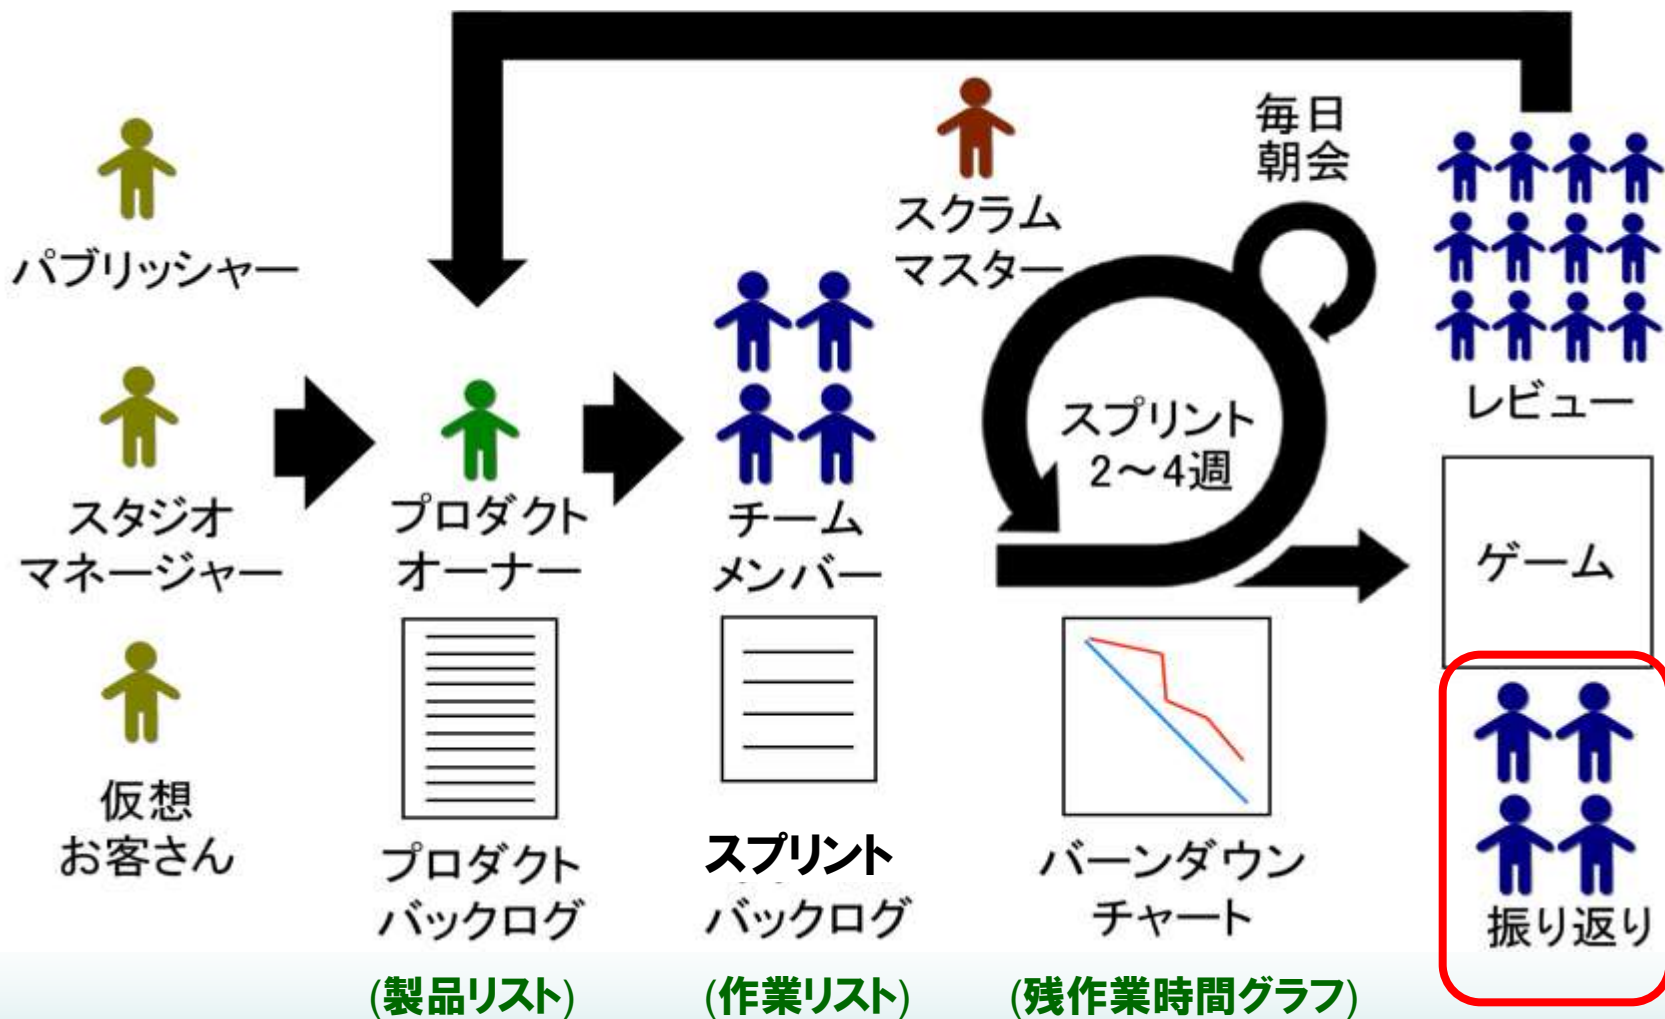 パブリッシャー
スタジオ
マネージャー
仮想
お客さん
プロダクト
オーナー
プロダクト
バックログ
(製品リスト)
チーム
メンバー
スプリント
バックログ
(作業リスト)
スクラム
マスター
毎日
朝会
スプリント
2～4週
バーンダウン
チャート
(残作業時間グラフ)
レビュー
ゲーム
振り返り